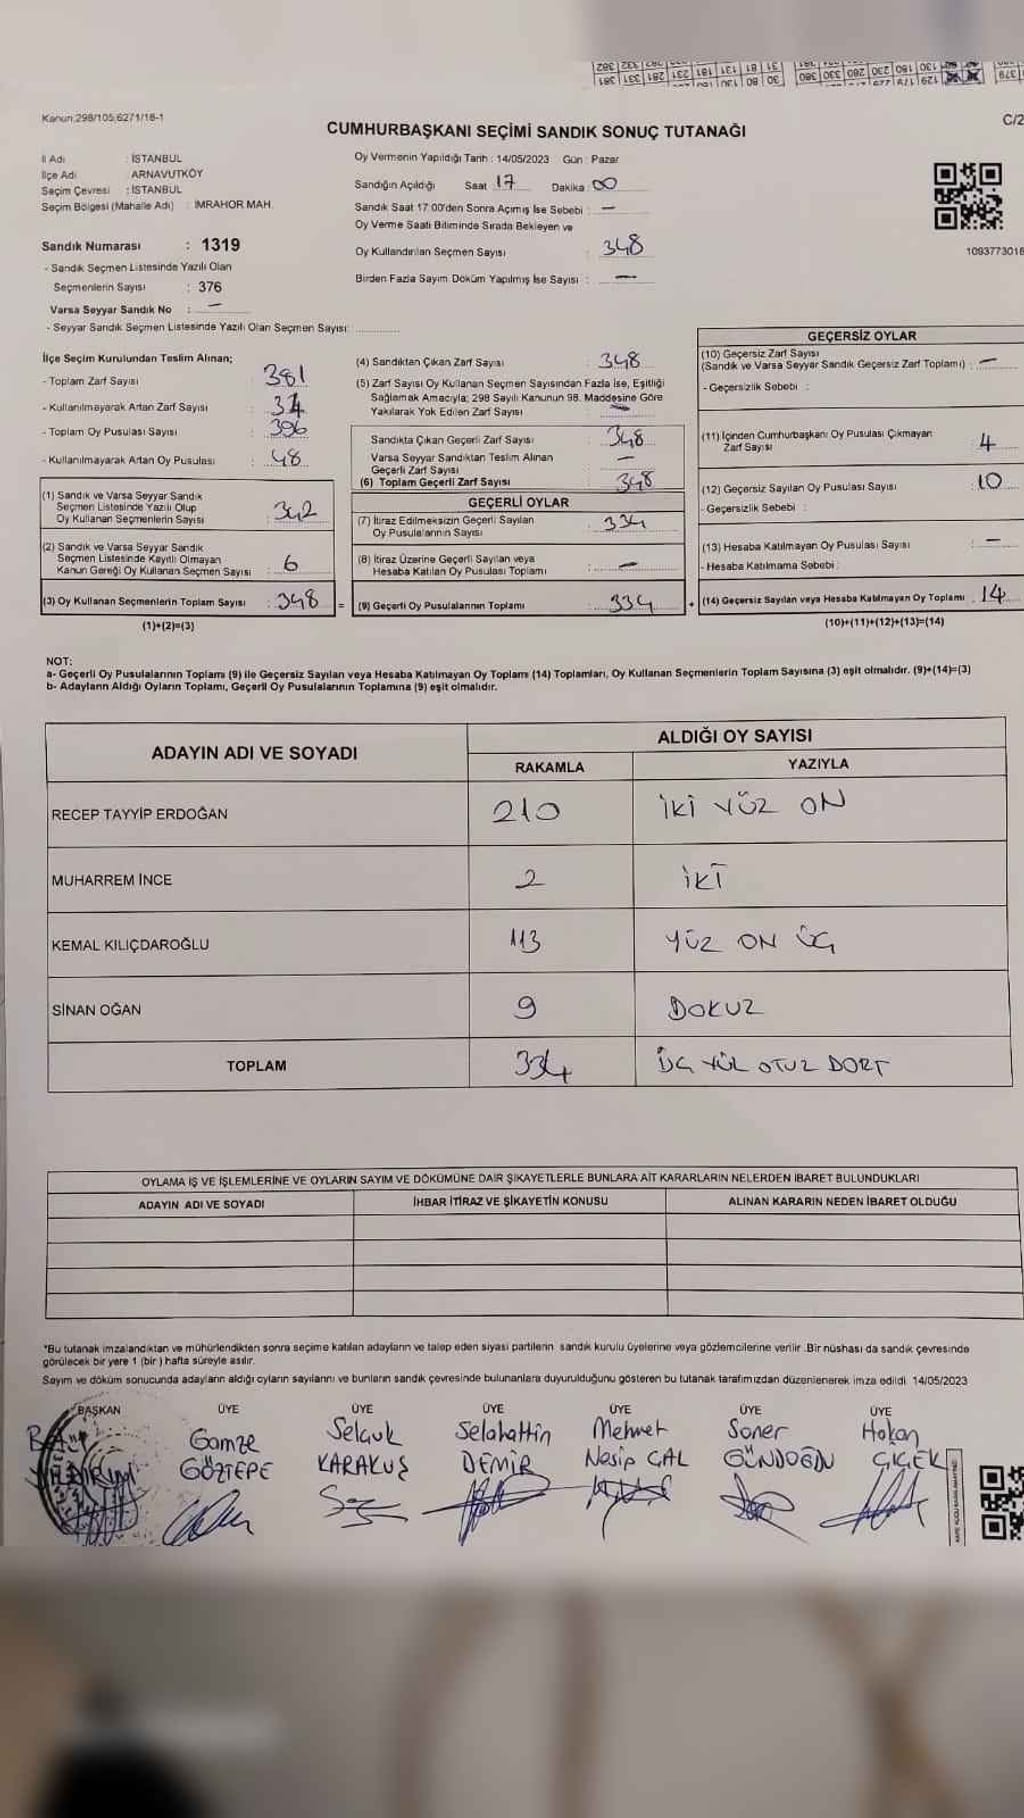 Kanun:298/105,6271/18-1
C/2
CUMHURBAŞKANI SEÇİMİ SANDIK SONUÇ TUTANAĞI
İl Adı : İSTANBUL
İlçe Adı : ARNAVUTKÖY
Seçim Çevresi : İSTANBUL
Seçim Bölgesi (Mahalle Adı) : İMRAHOR MAH.
Oy Vermenin Yapıldığı Tarih : 14/05/2023 Gün : Pazar
Sandığın Açıldığı Saat 17 Dakika 00
Sandık Saat 17:00'den Sonra Açımış İse Sebebi : —
Oy Verme Saati Bitiminde Sırada Bekleyen ve
Oy Kullandırılan Seçmen Sayısı : 348
Birden Fazla Sayım Döküm Yapılmış İse Sayısı : —
1093773016
Sandık Numarası : 1319
- Sandık Seçmen Listesinde Yazılı Olan
Seçmenlerin Sayısı : 376
Varsa Seyyar Sandık No : —
- Seyyar Sandık Seçmen Listesinde Yazılı Olan Seçmen Sayısı:
İlçe Seçim Kurulundan Teslim Alınan;
- Toplam Zarf Sayısı : 381
- Kullanılmayarak Artan Zarf Sayısı :
- Toplam Oy Pusulası Sayısı : 396
- Kullanılmayarak Artan Oy Pusulası : 48
(1) Sandık ve Varsa Seyyar Sandık
Seçmen Listesinde Yazılı Olup
Oy Kullanan Seçmenlerin Sayısı : 342
(2) Sandık ve Varsa Seyyar Sandık
Seçmen Listesinde Kayıtlı Olmayan
Kanun Gereği Oy Kullanan Seçmen Sayısı : 6
(3) Oy Kullanan Seçmenlerin Toplam Sayısı : 348
(1)+(2)=(3)
(4) Sandıktan Çıkan Zarf Sayısı : 348
(5) Zarf Sayısı Oy Kullanan Seçmen Sayısından Fazla İse, Eşitliği
Sağlamak Amacıyla; 298 Sayılı Kanunun 98. Maddesine Göre
Yakılarak Yok Edilen Zarf Sayısı : —
Sandıkta Çıkan Geçerli Zarf Sayısı : 348
Varsa Seyyar Sandıktan Teslim Alınan
Geçerli Zarf Sayısı : —
(6) Toplam Geçerli Zarf Sayısı : 348
GEÇERLİ OYLAR
(7) İtiraz Edilmeksizin Geçerli Sayılan
Oy Pusulalarının Sayısı : 334
(8) İtiraz Üzerine Geçerli Sayılan veya
Hesaba Katılan Oy Pusulası Toplamı : —
= (9) Geçerli Oy Pusulalarının Toplamı : 334
GEÇERSİZ OYLAR
(10) Geçersiz Zarf Sayısı
(Sandık ve Varsa Seyyar Sandık Geçersiz Zarf Toplamı) : —
- Geçersizlik Sebebi :
(11) İçinden Cumhurbaşkanı Oy Pusulası Çıkmayan
Zarf Sayısı : 4
(12) Geçersiz Sayılan Oy Pusulası Sayısı : 10
- Geçersizlik Sebebi :
(13) Hesaba Katılmayan Oy Pusulası Sayısı : —
- Hesaba Katılmama Sebebi :
+ (14) Geçersiz Sayılan veya Hesaba Katılmayan Oy Toplamı : 14
(10)+(11)+(12)+(13)=(14)
NOT:
a- Geçerli Oy Pusulalarının Toplamı (9) ile Geçersiz Sayılan veya Hesaba Katılmayan Oy Toplamı (14) Toplamları, Oy Kullanan Seçmenlerin Toplam Sayısına (3) eşit olmalıdır. (9)+(14)=(3)
b- Adayların Aldığı Oyların Toplamı, Geçerli Oy Pusulalarının Toplamına (9) eşit olmalıdır.
ADAYIN ADI VE SOYADI
ALDIĞI OY SAYISI
RAKAMLA YAZIYLA
RECEP TAYYİP ERDOĞAN 210 İKİ YÜZ ON
MUHARREM İNCE 2 İKİ
KEMAL KILIÇDAROĞLU 113 YÜZ ON ÜÇ
SİNAN OĞAN 9 DOKUZ
TOPLAM 334 ÜÇ YÜZ OTUZ DÖRT
OYLAMA İŞ VE İŞLEMLERİNE VE OYLARIN SAYIM VE DÖKÜMÜNE DAİR ŞİKAYETLERLE BUNLARA AİT KARARLARIN NELERDEN İBARET BULUNDUKLARI
ADAYIN ADI VE SOYADI İHBAR İTİRAZ VE ŞİKAYETİN KONUSU ALINAN KARARIN NEDEN İBARET OLDUĞU
*Bu tutanak imzalandıktan ve mühürlendikten sonra seçime katılan adayların ve talep eden siyasi partilerin sandık kurulu üyelerine veya gözlemcilerine verilir. Bir nüshası da sandık çevresinde
görülecek bir yere 1 (bir) hafta süreyle asılır.
Sayım ve döküm sonucunda adayların aldığı oyların sayılarını ve bunların sandık çevresinde bulunanlara duyurulduğunu gösteren bu tutanak tarafımızdan düzenlenerek imza edildi. 14/05/2023
BAŞKAN ÜYE ÜYE ÜYE ÜYE ÜYE ÜYE
Gamze Selçuk Selahattin Mehmet Soner Hakan
YILDIRIM GÖZTEPE KARAKUŞ DEMİR Nesip ÇAL GÜNDOĞDU ÇİÇEK